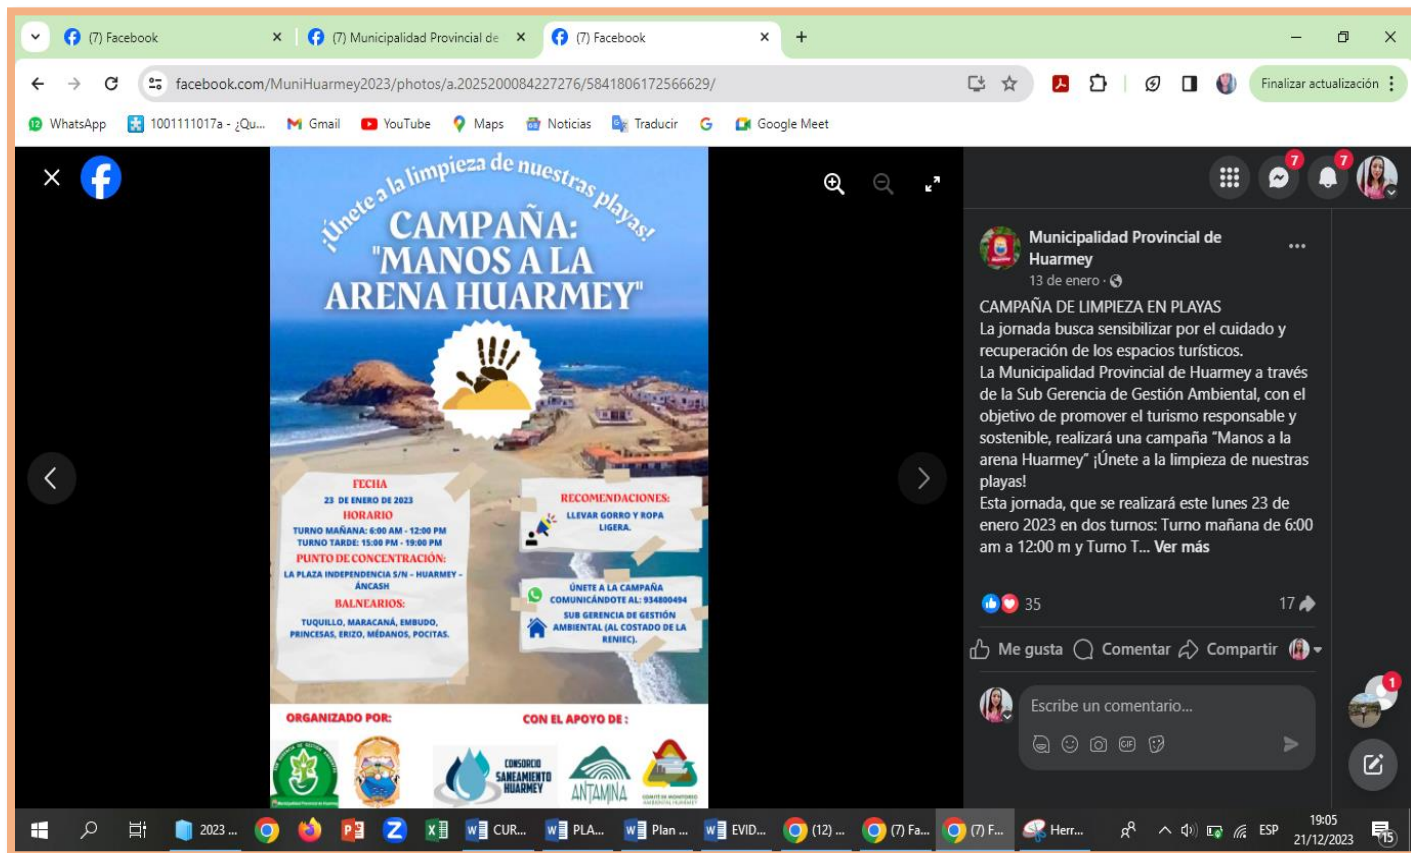 (7) Facebook
(7) Municipalidad Provincial de
(7) Facebook
facebook.com/MuniHuarmey2023/photos/a.2025200084227276/5841806172566629/
Finalizar actualización
WhatsApp
1001111017a - ¿Qu...
Gmail
YouTube
Maps
Noticias
Traducir
Google Meet
¡Únete a la limpieza de nuestras playas!
CAMPAÑA:
"MANOS A LA
ARENA HUARMEY"
FECHA
23 DE ENERO DE 2023
HORARIO
TURNO MAÑANA: 6:00 AM - 12:00 PM
TURNO TARDE: 15:00 PM - 19:00 PM
PUNTO DE CONCENTRACIÓN:
LA PLAZA INDEPENDENCIA S/N - HUARMEY -
ÁNCASH
BALNEARIOS:
TUQUILLO, MARACANÁ, EMBUDO,
PRINCESAS, ERIZO, MÉDANOS, POCITAS.
RECOMENDACIONES:
LLEVAR GORRO Y ROPA
LIGERA.
ÚNETE A LA CAMPAÑA
COMUNICÁNDOTE AL: 934800494
SUB GERENCIA DE GESTIÓN
AMBIENTAL (AL COSTADO DE LA
RENIEC).
ORGANIZADO POR:
CON EL APOYO DE :
CONSORCIO
SANEAMIENTO
HUARMEY
ANTAMINA
7
7
Municipalidad Provincial de
Huarmey
13 de enero ·
CAMPAÑA DE LIMPIEZA EN PLAYAS
La jornada busca sensibilizar por el cuidado y
recuperación de los espacios turísticos.
La Municipalidad Provincial de Huarmey a través
de la Sub Gerencia de Gestión Ambiental, con el
objetivo de promover el turismo responsable y
sostenible, realizará una campaña "Manos a la
arena Huarmey" ¡Únete a la limpieza de nuestras
playas!
Esta jornada, que se realizará este lunes 23 de
enero 2023 en dos turnos: Turno mañana de 6:00
am a 12:00 m y Turno T... Ver más
35
17
Me gusta
Comentar
Compartir
Escribe un comentario...
GIF
1
2023 ...
CUR...
PLA...
Plan ...
EVID...
(12) ...
(7) Fa...
(7) F...
Herr...
ESP
19:05
21/12/2023
15